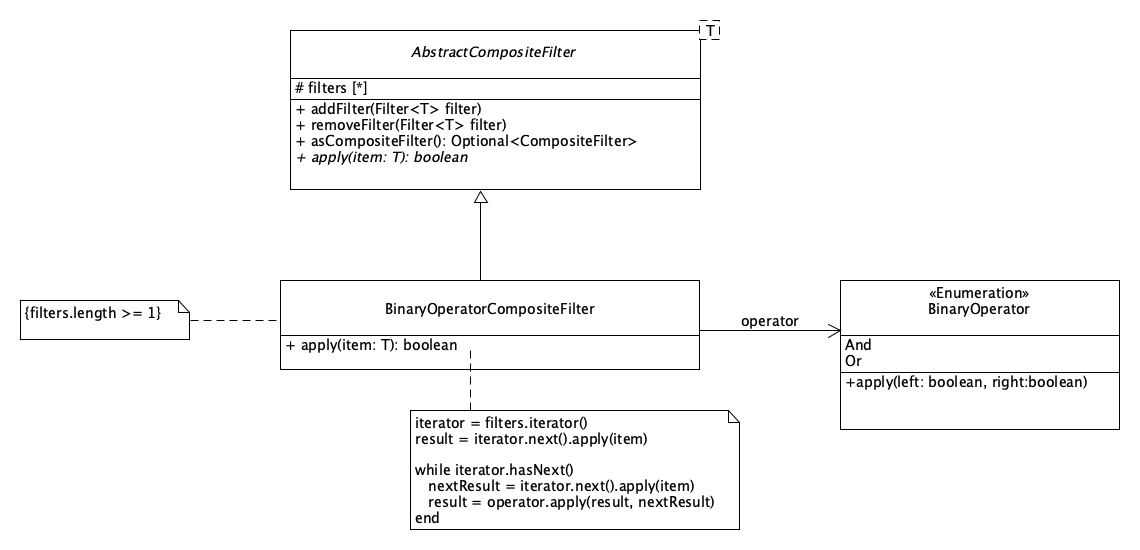 T
AbstractCompositeFilter
# filters [*]
+ addFilter(Filter<T> filter)
+ removeFilter(Filter<T> filter)
+ asCompositeFilter(): Optional<CompositeFilter>
+ apply(item: T): boolean
{filters.length >= 1}
BinaryOperatorCompositeFilter
+ apply(item: T): boolean
operator
«Enumeration»
BinaryOperator
And
Or
+apply(left: boolean, right:boolean)
iterator = filters.iterator()
result = iterator.next().apply(item)
while iterator.hasNext()
nextResult = iterator.next().apply(item)
result = operator.apply(result, nextResult)
end